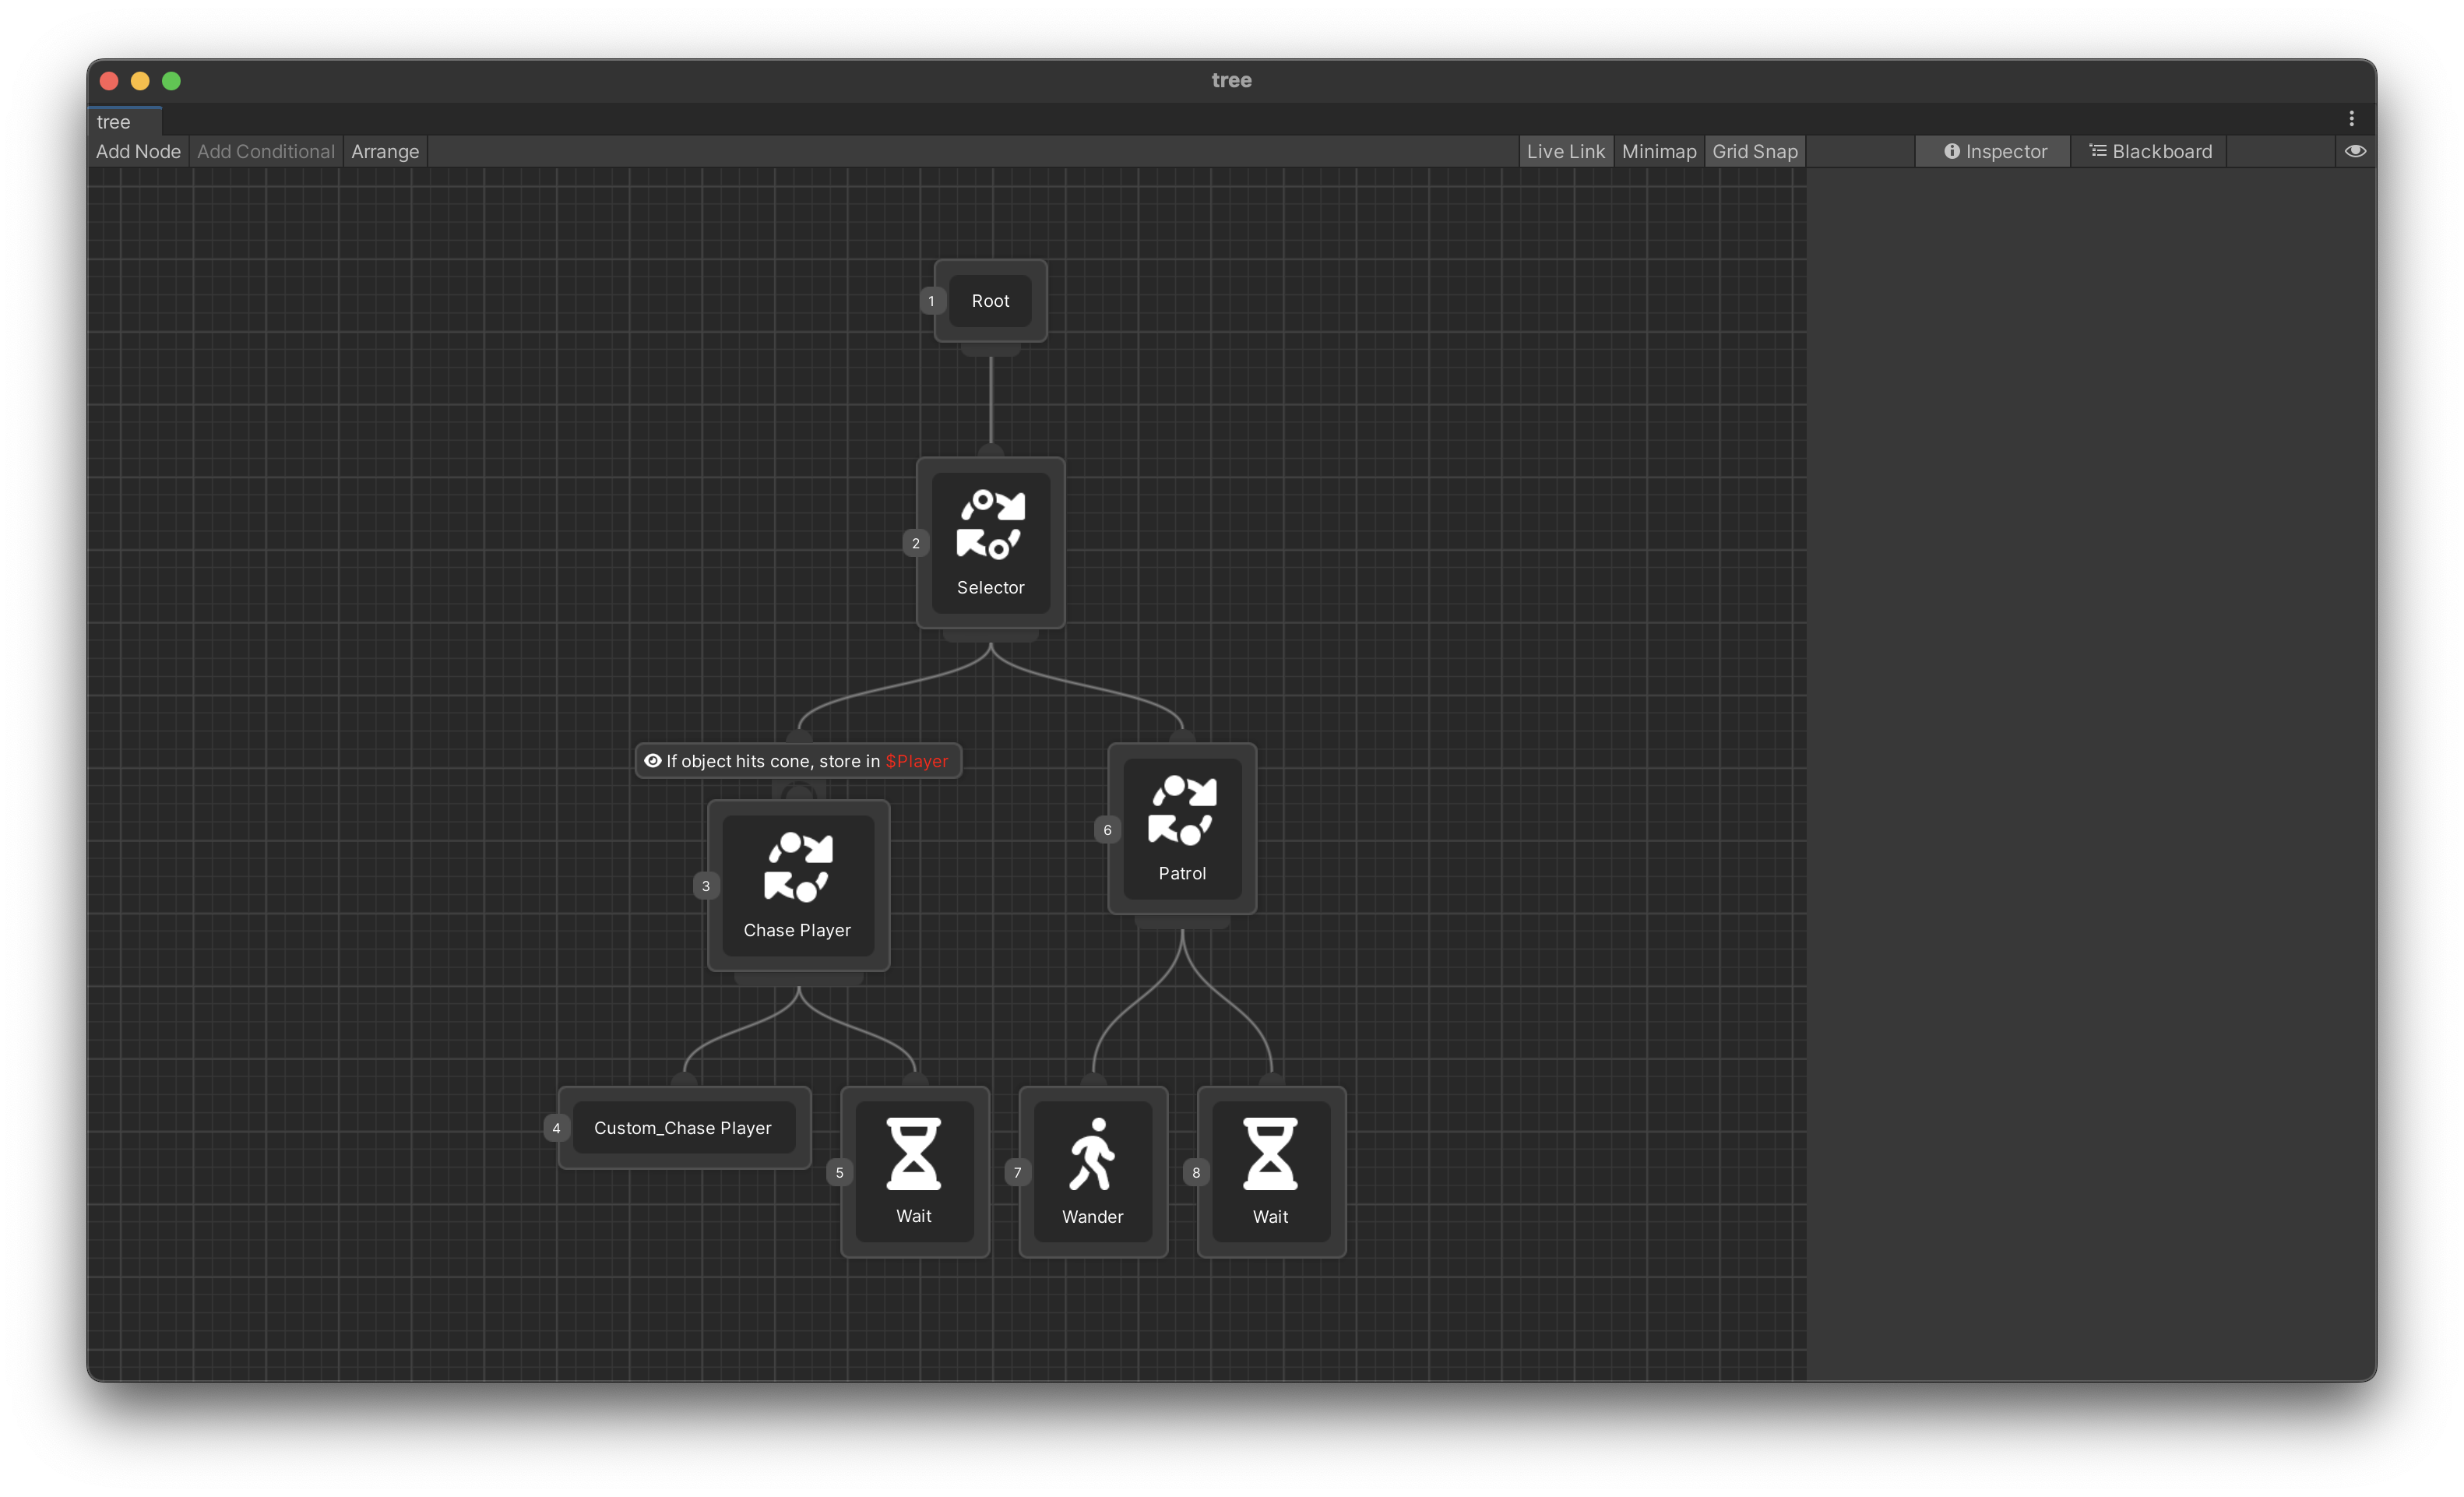 tree
tree
Add Node Add Conditional Arrange Live Link Minimap Grid Snap Inspector Blackboard
1 Root
2 Selector
If object hits cone, store in $Player
3 Chase Player
6 Patrol
4 Custom_Chase Player
5 Wait
7 Wander
8 Wait